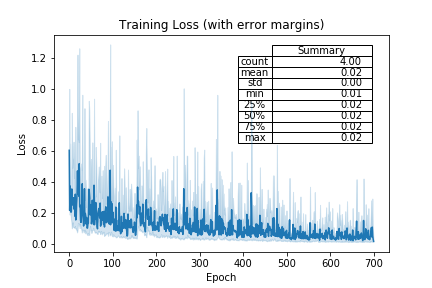 Training Loss (with error margins)
Summary
count 4.00
mean 0.02
std 0.00
min 0.01
25% 0.02
50% 0.02
75% 0.02
max 0.02
Loss
1.2
1.0
0.8
0.6
0.4
0.2
0.0
0 100 200 300 400 500 600 700
Epoch